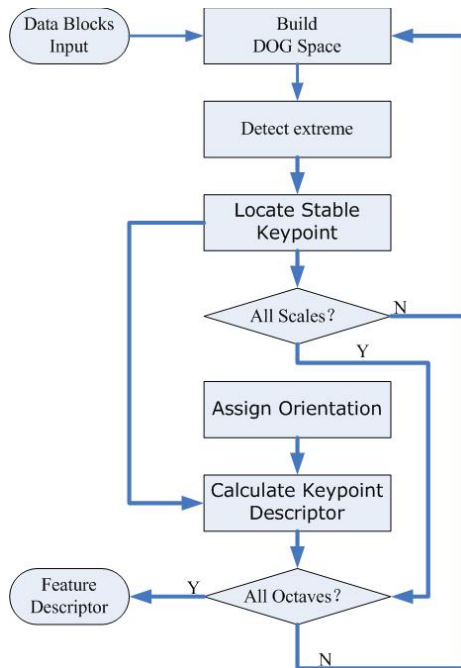 Data Blocks
Input
Build
DOG Space
Detect extreme
Locate Stable
Keypoint
All Scales?
N
Y
Assign Orientation
Calculate Keypoint
Descriptor
Feature
Descriptor
Y
All Octaves?
N